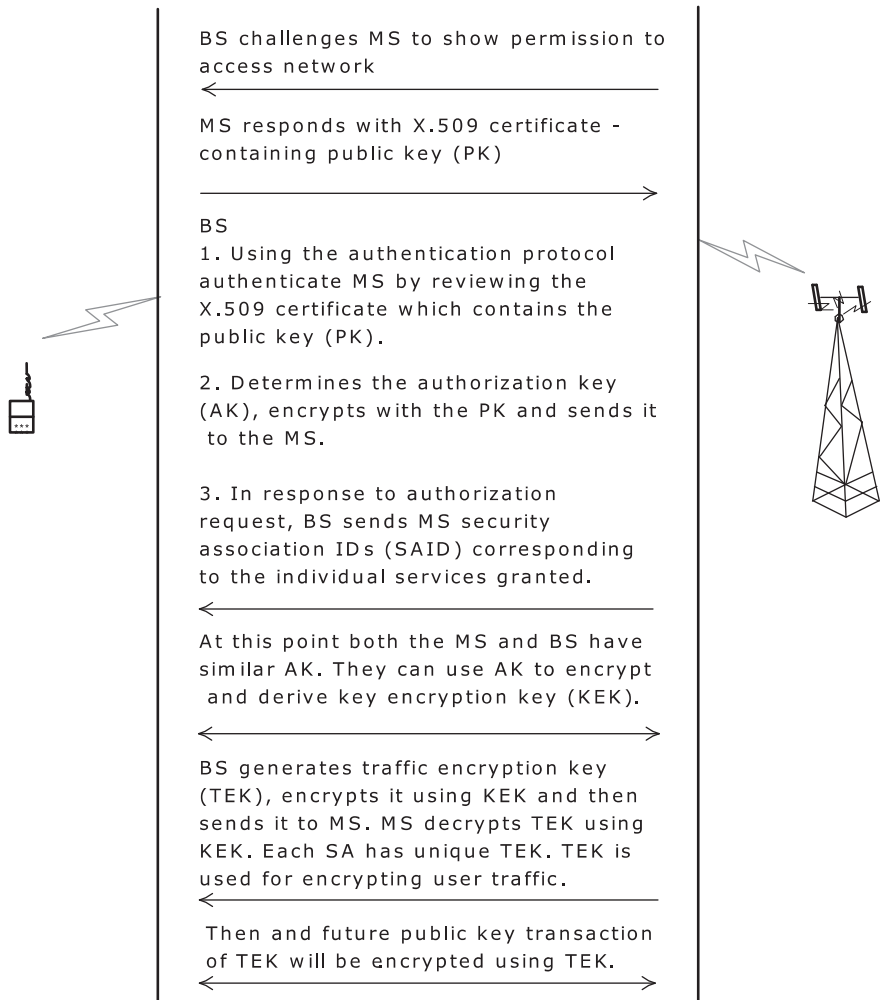 BS challenges MS to show permission to
access network
MS responds with X.509 certificate -
containing public key (PK)
BS
1. Using the authentication protocol
authenticate MS by reviewing the
X.509 certificate which contains the
public key (PK).
2. Determines the authorization key
(AK), encrypts with the PK and sends it
to the MS.
3. In response to authorization
request, BS sends MS security
association IDs (SAID) corresponding
to the individual services granted.
At this point both the MS and BS have
similar AK. They can use AK to encrypt
and derive key encryption key (KEK).
BS generates traffic encryption key
(TEK), encrypts it using KEK and then
sends it to MS. MS decrypts TEK using
KEK. Each SA has unique TEK. TEK is
used for encrypting user traffic.
Then and future public key transaction
of TEK will be encrypted using TEK.